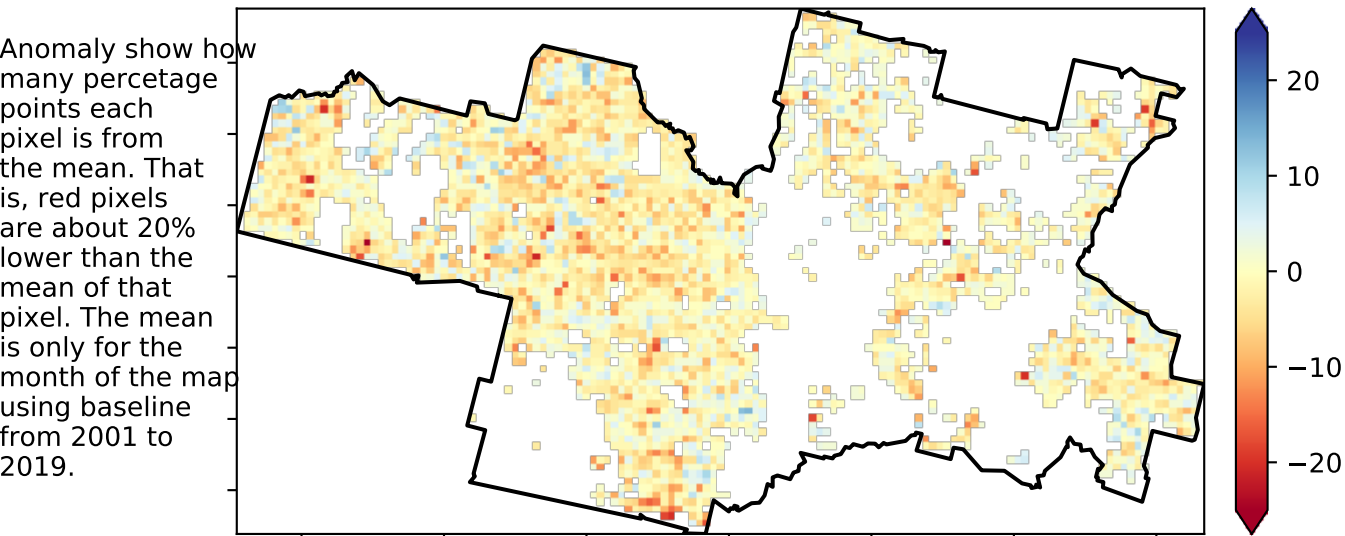 Anomaly show how
many percetage
points each
pixel is from
the mean. That
is, red pixels
are about 20%
lower than the
mean of that
pixel. The mean
is only for the
month of the map
using baseline
from 2001 to
2019.
20
10
0
−10
−20